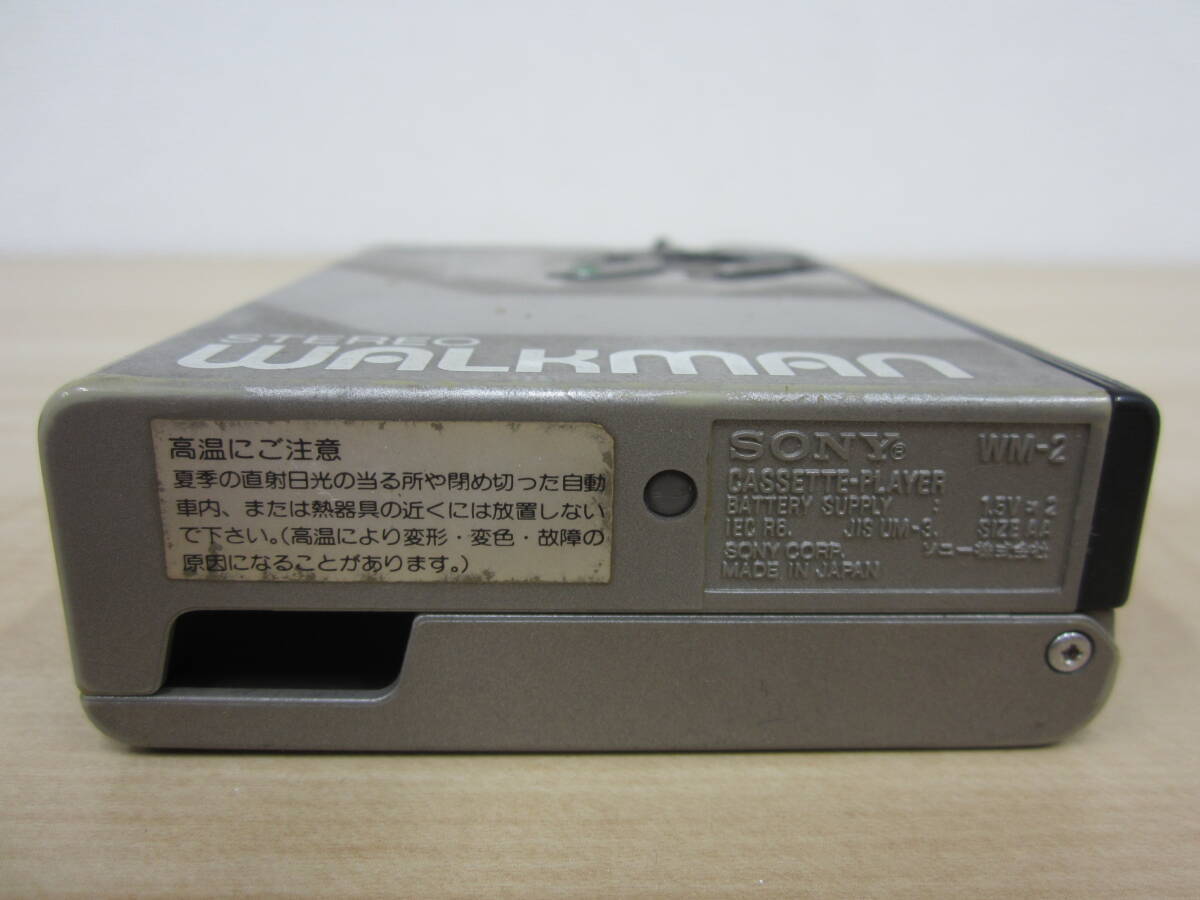 STEREO
WALKMAN
高温にご注意
夏季の直射日光の当る所や閉め切った自動
車内、または熱器具の近くには放置しない
で下さい。(高温により変形・変色・故障の
原因になることがあります。)
SONY® WM-2
CASSETTE-PLAYER
BATTERY SUPPLY : 1.5V × 2
IEC R6. JIS UM-3. SIZE AA
SONY CORP. ソニー株式会社
MADE IN JAPAN